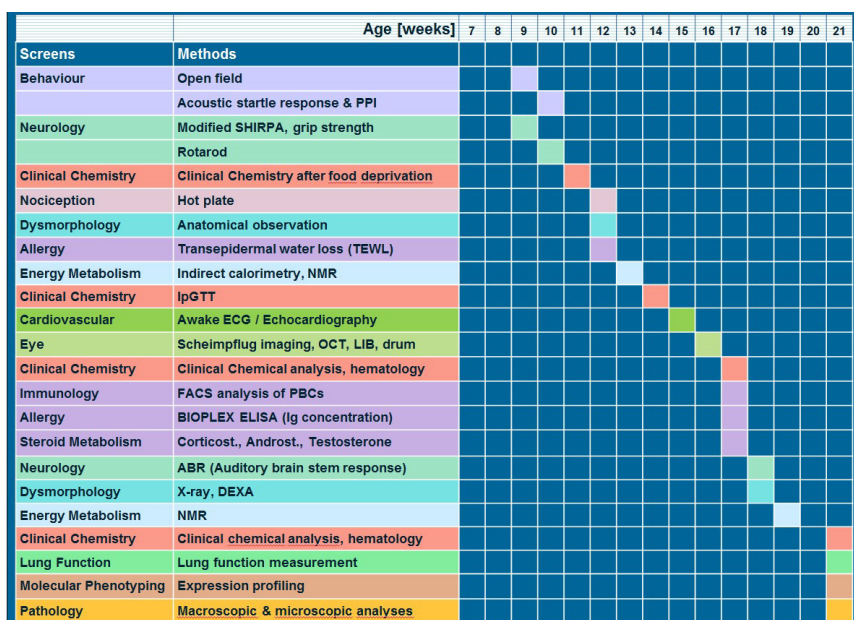 Age [weeks] 7 8 9 10 11 12 13 14 15 16 17 18 19 20 21
Screens Methods
Behaviour Open field
Acoustic startle response & PPI
Neurology Modified SHIRPA, grip strength
Rotarod
Clinical Chemistry Clinical Chemistry after food deprivation
Nociception Hot plate
Dysmorphology Anatomical observation
Allergy Transepidermal water loss (TEWL)
Energy Metabolism Indirect calorimetry, NMR
Clinical Chemistry IpGTT
Cardiovascular Awake ECG / Echocardiography
Eye Scheimpflug imaging, OCT, LIB, drum
Clinical Chemistry Clinical Chemical analysis, hematology
Immunology FACS analysis of PBCs
Allergy BIOPLEX ELISA (Ig concentration)
Steroid Metabolism Corticost., Androst., Testosterone
Neurology ABR (Auditory brain stem response)
Dysmorphology X-ray, DEXA
Energy Metabolism NMR
Clinical Chemistry Clinical chemical analysis, hematology
Lung Function Lung function measurement
Molecular Phenotyping Expression profiling
Pathology Macroscopic & microscopic analyses